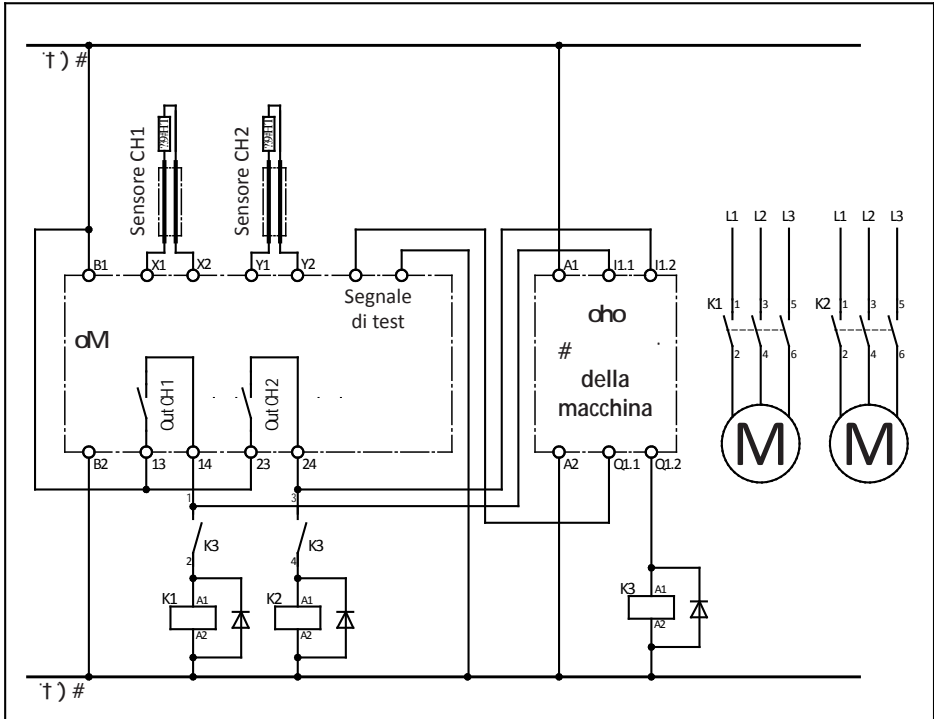 Sensore CH1
Sensore CH2
L1 L2 L3
L1 L2 L3
B1
X1
X2
Y1
Y2
A1
I1.1
I1.2
Segnale
di test
K1
1
3
5
K2
1
3
5
oM
oho
#
della
macchina
2
4
6
2
4
6
Out CH1
Out CH2
M
M
B2
13
14
23
24
A2
Q1.1
Q1.2
1
3
K3
K3
2
4
K1
A1
A2
K2
A1
A2
K3
A1
A2